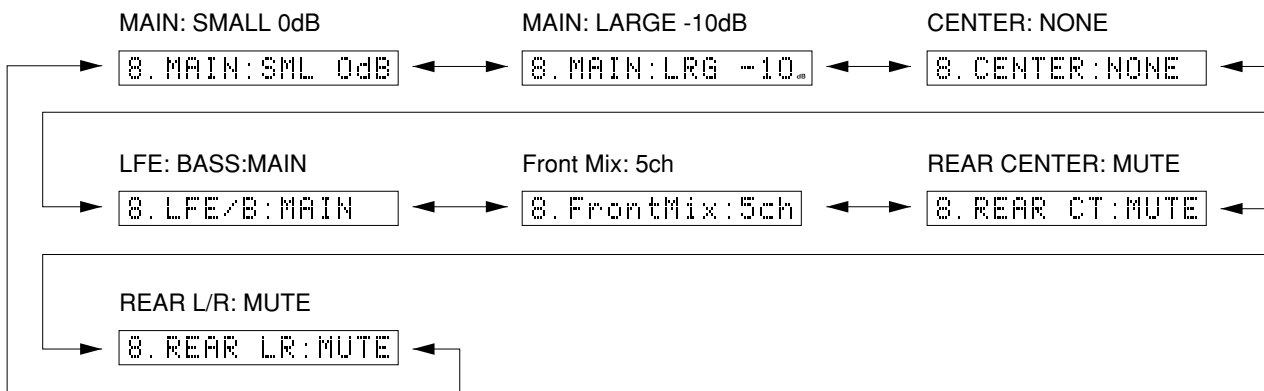 MAIN: SMALL 0dB
MAIN: LARGE -10dB
CENTER: NONE
8. MAIN:SML 0dB
8. MAIN:LRG -10dB
8. CENTER:NONE
LFE: BASS:MAIN
Front Mix: 5ch
REAR CENTER: MUTE
8. LFE/B:MAIN
8. FrontMix:5ch
8. REAR CT:MUTE
REAR L/R: MUTE
8. REAR LR:MUTE